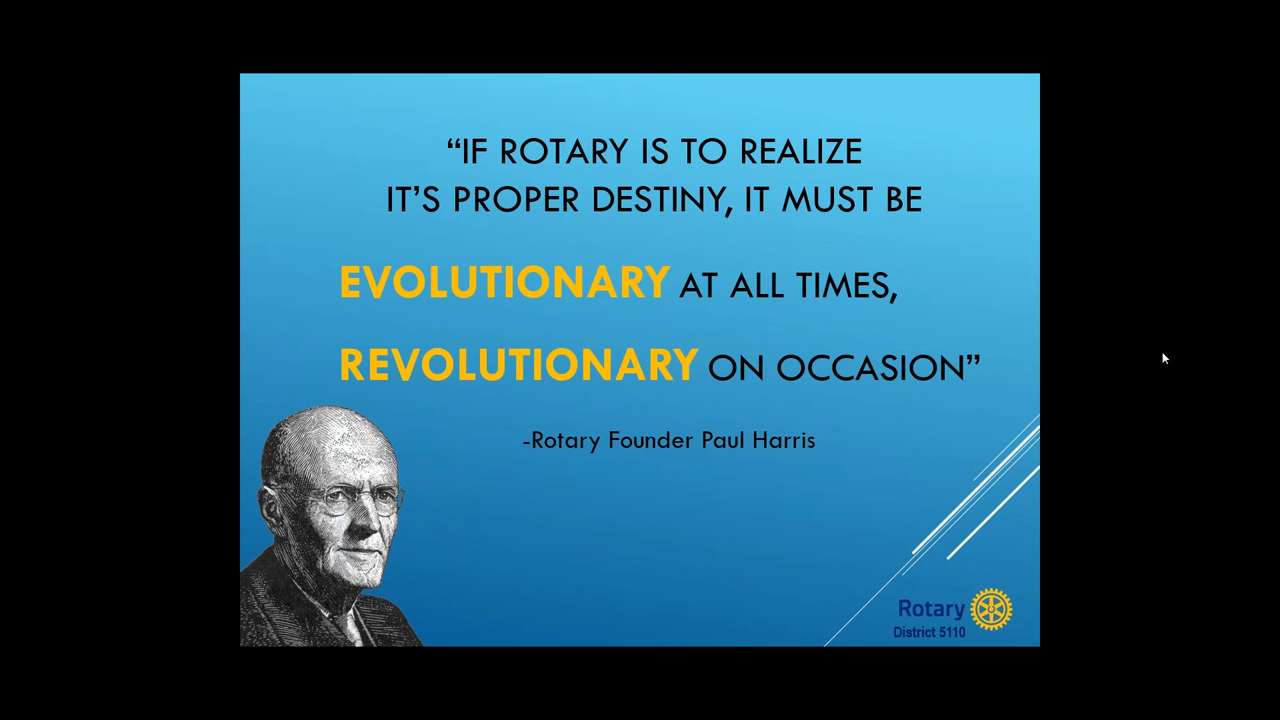 “IF ROTARY IS TO REALIZE
IT’S PROPER DESTINY, IT MUST BE
EVOLUTIONARY AT ALL TIMES,
REVOLUTIONARY ON OCCASION”
-Rotary Founder Paul Harris
Rotary
District 5110